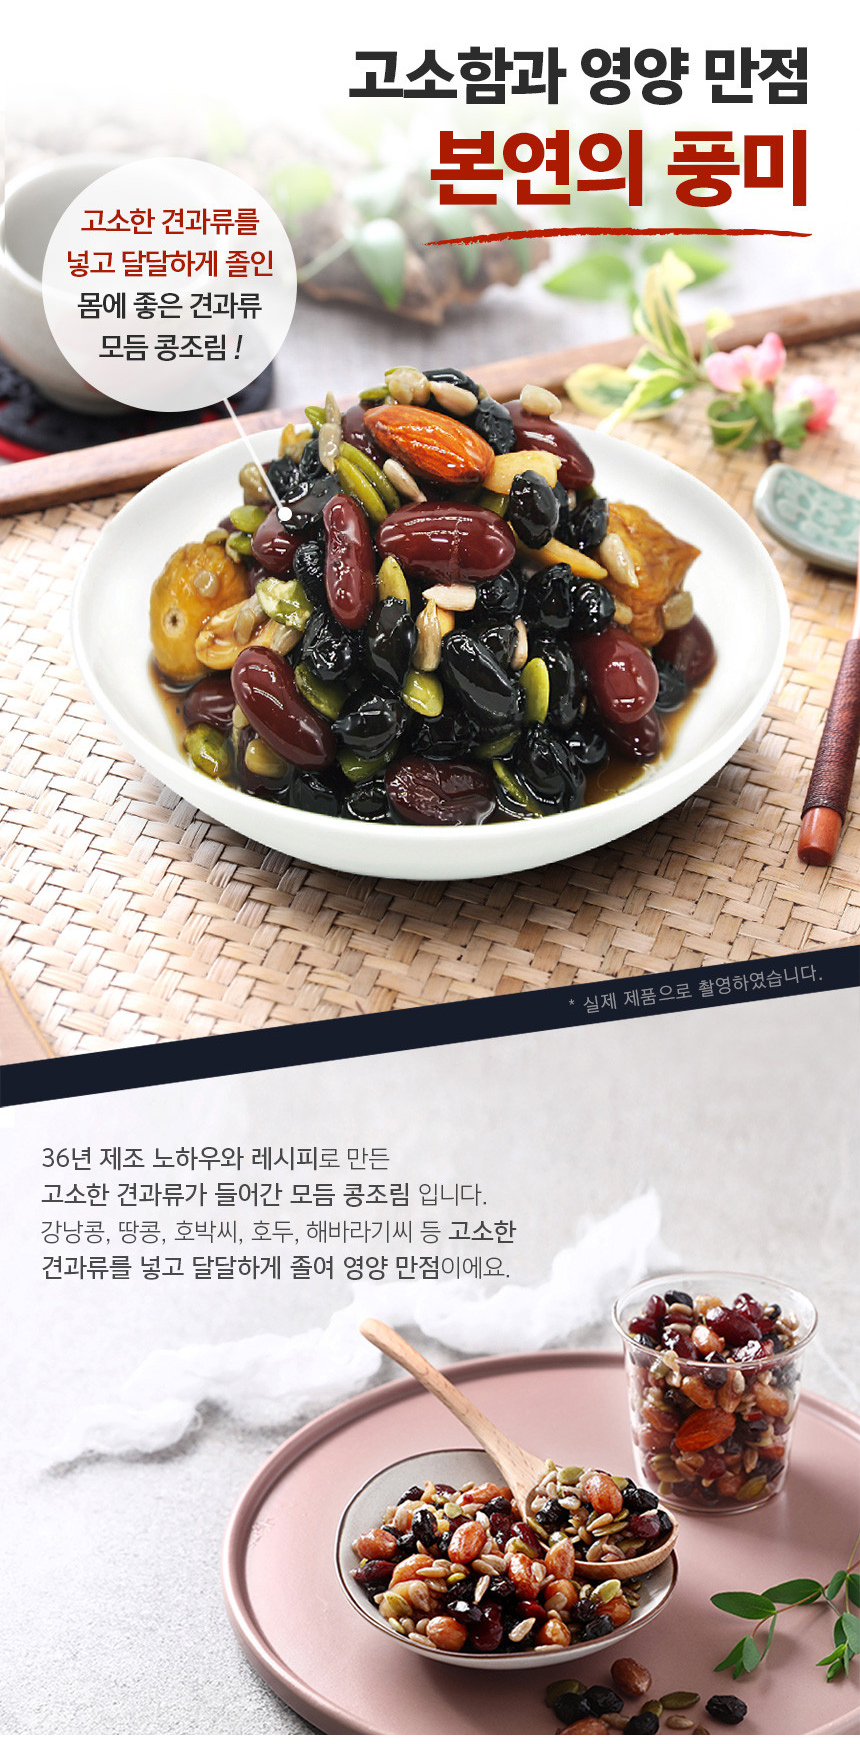 고소함과 영양 만점
본연의 풍미
고소한 견과류를
넣고 달달하게 졸인
몸에 좋은 견과류
모듬 콩조림 !
* 실제 제품으로 촬영하였습니다.
36년 제조 노하우와 레시피로 만든
고소한 견과류가 들어간 모듬 콩조림 입니다.
강낭콩, 땅콩, 호박씨, 호두, 해바라기씨 등 고소한
견과류를 넣고 달달하게 졸여 영양 만점이에요.